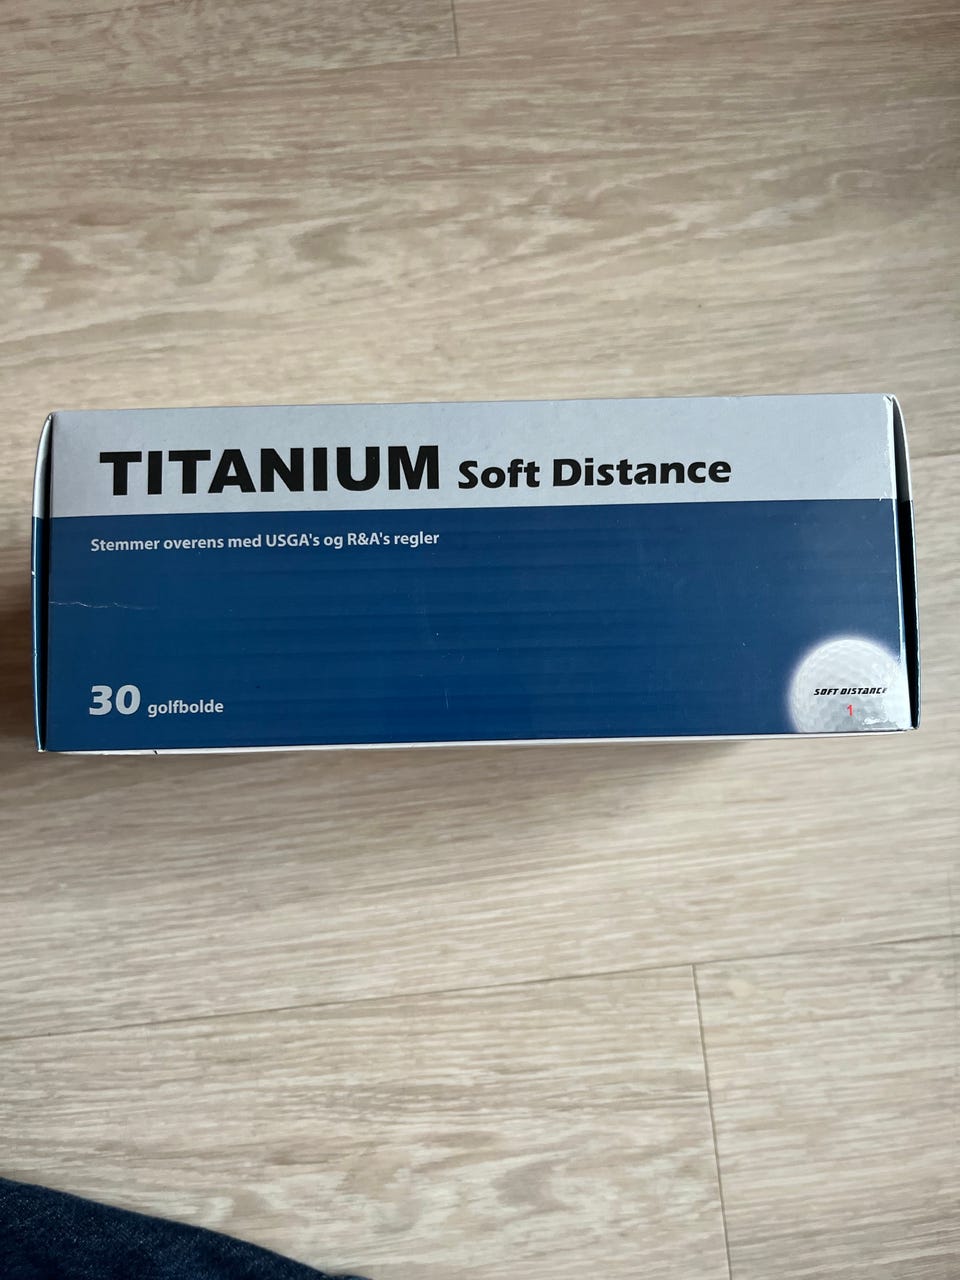 TITANIUM Soft Distance
Stemmer overens med USGA's og R&A's regler
30 golfbolde
SOFT DISTANCE
1